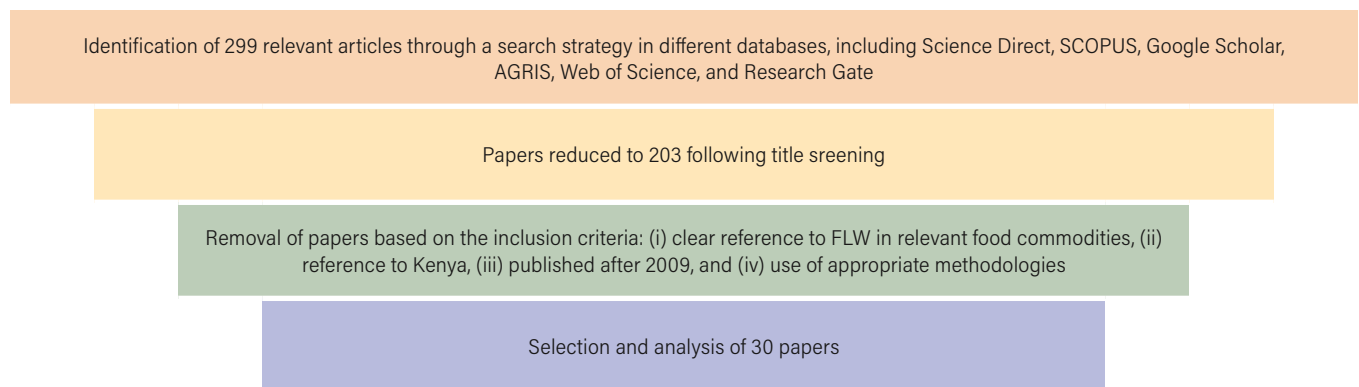 Identification of 299 relevant articles through a search strategy in different databases, including Science Direct, SCOPUS, Google Scholar,
AGRIS, Web of Science, and Research Gate
Papers reduced to 203 following title sreening
Removal of papers based on the inclusion criteria: (i) clear reference to FLW in relevant food commodities, (ii)
reference to Kenya, (iii) published after 2009, and (iv) use of appropriate methodologies
Selection and analysis of 30 papers